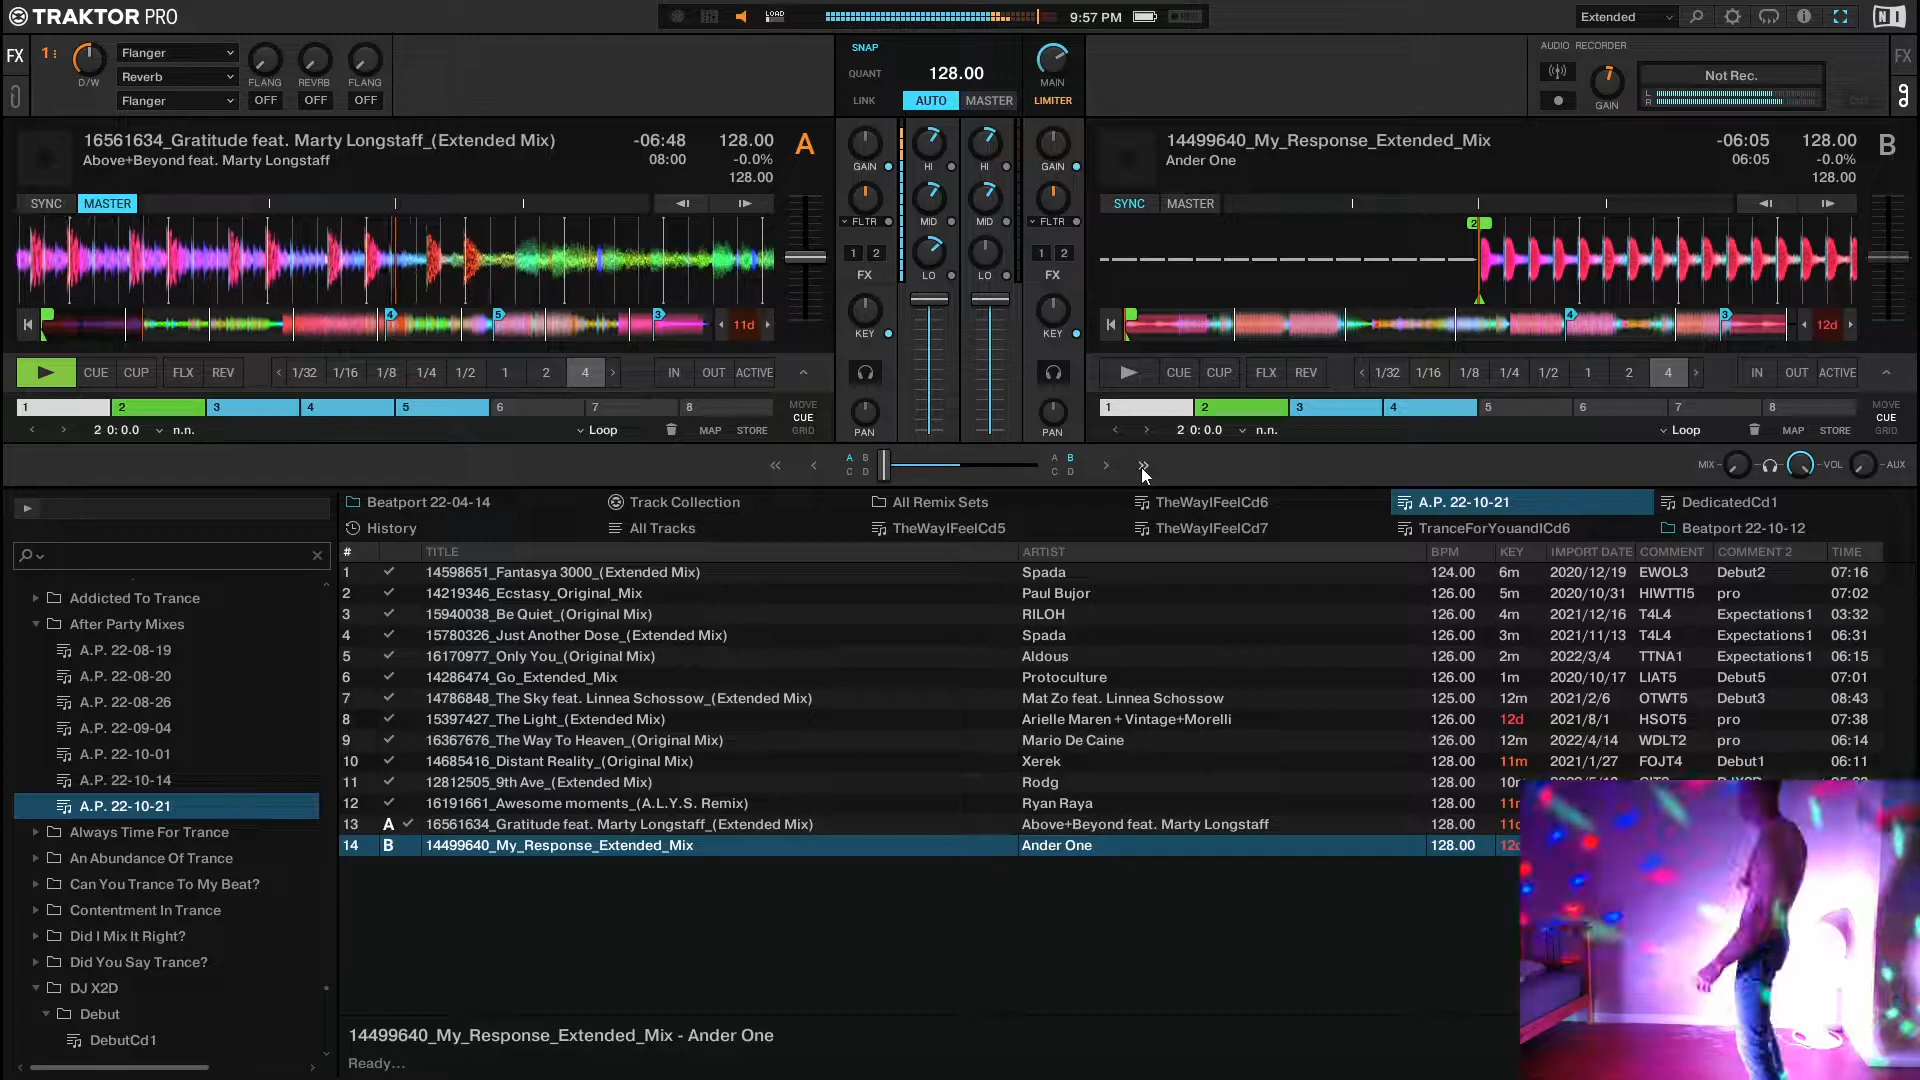 TRAKTOR PRO
LOAD
9:57 PM
Extended
FX
1
D/W
Flanger
Reverb
Flanger
FLANG REVRB FLANG
OFF OFF OFF
SNAP
QUANT 128.00
LINK AUTO MASTER
MAIN
LIMITER
AUDIO RECORDER
GAIN
Not Rec.
L
R
FX
16561634_Gratitude feat. Marty Longstaff_(Extended Mix) -06:48 128.00 A
Above+Beyond feat. Marty Longstaff 08:00 -0.0%
128.00
SYNC MASTER
4 5 3 11d
CUE CUP FLX REV 1/32 1/16 1/8 1/4 1/2 1 2 4 IN OUT ACTIVE
1 2 3 4 5 6 7 8 MOVE CUE GRID
2 0: 0.0 n.n. Loop MAP STORE
GAIN HI HI GAIN
FLTR MID MID FLTR
1 2 LO LO 1 2
FX FX
KEY KEY
PAN PAN
14499640_My_Response_Extended_Mix -06:05 128.00 B
Ander One 06:05 -0.0%
128.00
SYNC MASTER
2
4 3 12d
CUE CUP FLX REV 1/32 1/16 1/8 1/4 1/2 1 2 4 IN OUT ACTIVE
1 2 3 4 5 6 7 8 MOVE CUE GRID
2 0: 0.0 n.n. Loop MAP STORE
A B A B
C D C D
MIX VOL AUX
Beatport 22-04-14 Track Collection All Remix Sets TheWayIFeelCd6 A.P. 22-10-21 DedicatedCd1
History All Tracks TheWayIFeelCd5 TheWayIFeelCd7 TranceForYouandICd6 Beatport 22-10-12
# TITLE ARTIST BPM KEY IMPORT DATE COMMENT COMMENT 2 TIME
1 14598651_Fantasya 3000_(Extended Mix) Spada 124.00 6m 2020/12/19 EWOL3 Debut2 07:16
2 14219346_Ecstasy_Original_Mix Paul Bujor 126.00 5m 2020/10/31 HIWTTI5 pro 07:02
3 15940038_Be Quiet_(Original Mix) RILOH 126.00 4m 2021/12/16 T4L4 Expectations1 03:32
4 15780326_Just Another Dose_(Extended Mix) Spada 126.00 3m 2021/11/13 T4L4 Expectations1 06:31
5 16170977_Only You_(Original Mix) Aldous 126.00 2m 2022/3/4 TTNA1 Expectations1 06:15
6 14286474_Go_Extended_Mix Protoculture 126.00 1m 2020/10/17 LIAT5 Debut5 07:01
7 14786848_The Sky feat. Linnea Schossow_(Extended Mix) Mat Zo feat. Linnea Schossow 125.00 12m 2021/2/6 OTWT5 Debut3 08:43
8 15397427_The Light_(Extended Mix) Arielle Maren + Vintage+Morelli 126.00 12d 2021/8/1 HSOT5 pro 07:38
9 16367676_The Way To Heaven_(Original Mix) Mario De Caine 126.00 12m 2022/4/14 WDLT2 pro 06:14
10 14685416_Distant Reality_(Original Mix) Xerek 128.00 11m 2021/1/27 FOJT4 Debut1 06:11
11 12812505_9th Ave_(Extended Mix) Rodg 128.00
12 16191661_Awesome moments_(A.L.Y.S. Remix) Ryan Raya 128.00
13 A 16561634_Gratitude feat. Marty Longstaff_(Extended Mix) Above+Beyond feat. Marty Longstaff 128.00
14 B 14499640_My_Response_Extended_Mix Ander One 128.00
Addicted To Trance
After Party Mixes
A.P. 22-08-19
A.P. 22-08-20
A.P. 22-08-26
A.P. 22-09-04
A.P. 22-10-01
A.P. 22-10-14
A.P. 22-10-21
Always Time For Trance
An Abundance Of Trance
Can You Trance To My Beat?
Contentment In Trance
Did I Mix It Right?
Did You Say Trance?
DJ X2D
Debut
DebutCd1
14499640_My_Response_Extended_Mix - Ander One
Ready...